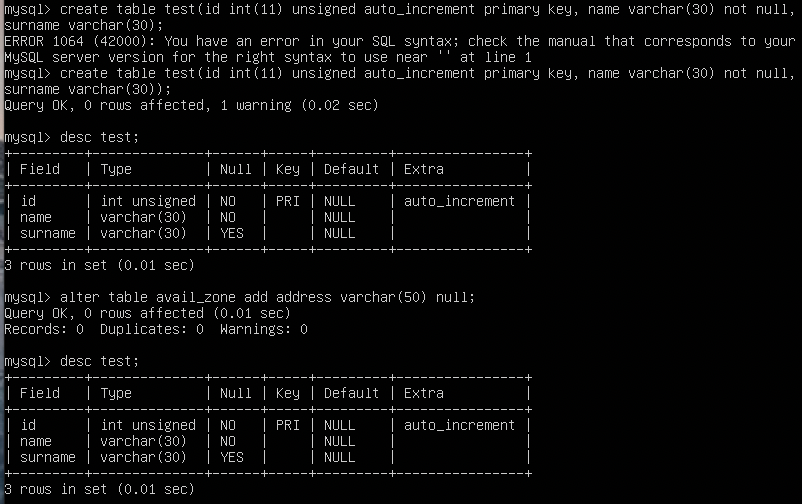 mysql> create table test(id int(11) unsigned auto_increment primary key, name varchar(30) not null,
surname varchar(30);
ERROR 1064 (42000): You have an error in your SQL syntax; check the manual that corresponds to your
MySQL server version for the right syntax to use near '' at line 1
mysql> create table test(id int(11) unsigned auto_increment primary key, name varchar(30) not null,
surname varchar(30));
Query OK, 0 rows affected, 1 warning (0.02 sec)

mysql> desc test;
+---------+--------------+------+-----+---------+----------------+
| Field   | Type         | Null | Key | Default | Extra          |
+---------+--------------+------+-----+---------+----------------+
| id      | int unsigned | NO   | PRI | NULL    | auto_increment |
| name    | varchar(30)  | NO   |     | NULL    |                |
| surname | varchar(30)  | YES  |     | NULL    |                |
+---------+--------------+------+-----+---------+----------------+
3 rows in set (0.01 sec)

mysql> alter table avail_zone add address varchar(50) null;
Query OK, 0 rows affected (0.01 sec)
Records: 0  Duplicates: 0  Warnings: 0

mysql> desc test;
+---------+--------------+------+-----+---------+----------------+
| Field   | Type         | Null | Key | Default | Extra          |
+---------+--------------+------+-----+---------+----------------+
| id      | int unsigned | NO   | PRI | NULL    | auto_increment |
| name    | varchar(30)  | NO   |     | NULL    |                |
| surname | varchar(30)  | YES  |     | NULL    |                |
+---------+--------------+------+-----+---------+----------------+
3 rows in set (0.01 sec)